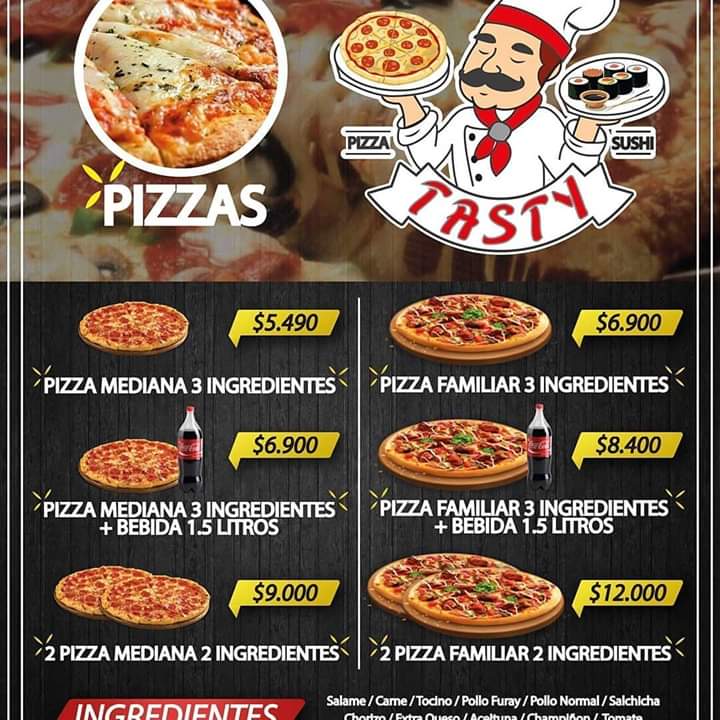 PIZZA
SUSHI
TASTY
PIZZAS
$5.490
PIZZA MEDIANA 3 INGREDIENTES
$6.900
PIZZA FAMILIAR 3 INGREDIENTES
$6.900
PIZZA MEDIANA 3 INGREDIENTES
+ BEBIDA 1.5 LITROS
$8.400
PIZZA FAMILIAR 3 INGREDIENTES
+ BEBIDA 1.5 LITROS
$9.000
2 PIZZA MEDIANA 2 INGREDIENTES
$12.000
2 PIZZA FAMILIAR 2 INGREDIENTES
INGREDIENTES
Salame / Carne / Tocino / Pollo Furay / Pollo Normal / Salchicha
Chorizo / Extra Queso / Aceituna / Champiñon / Tomate